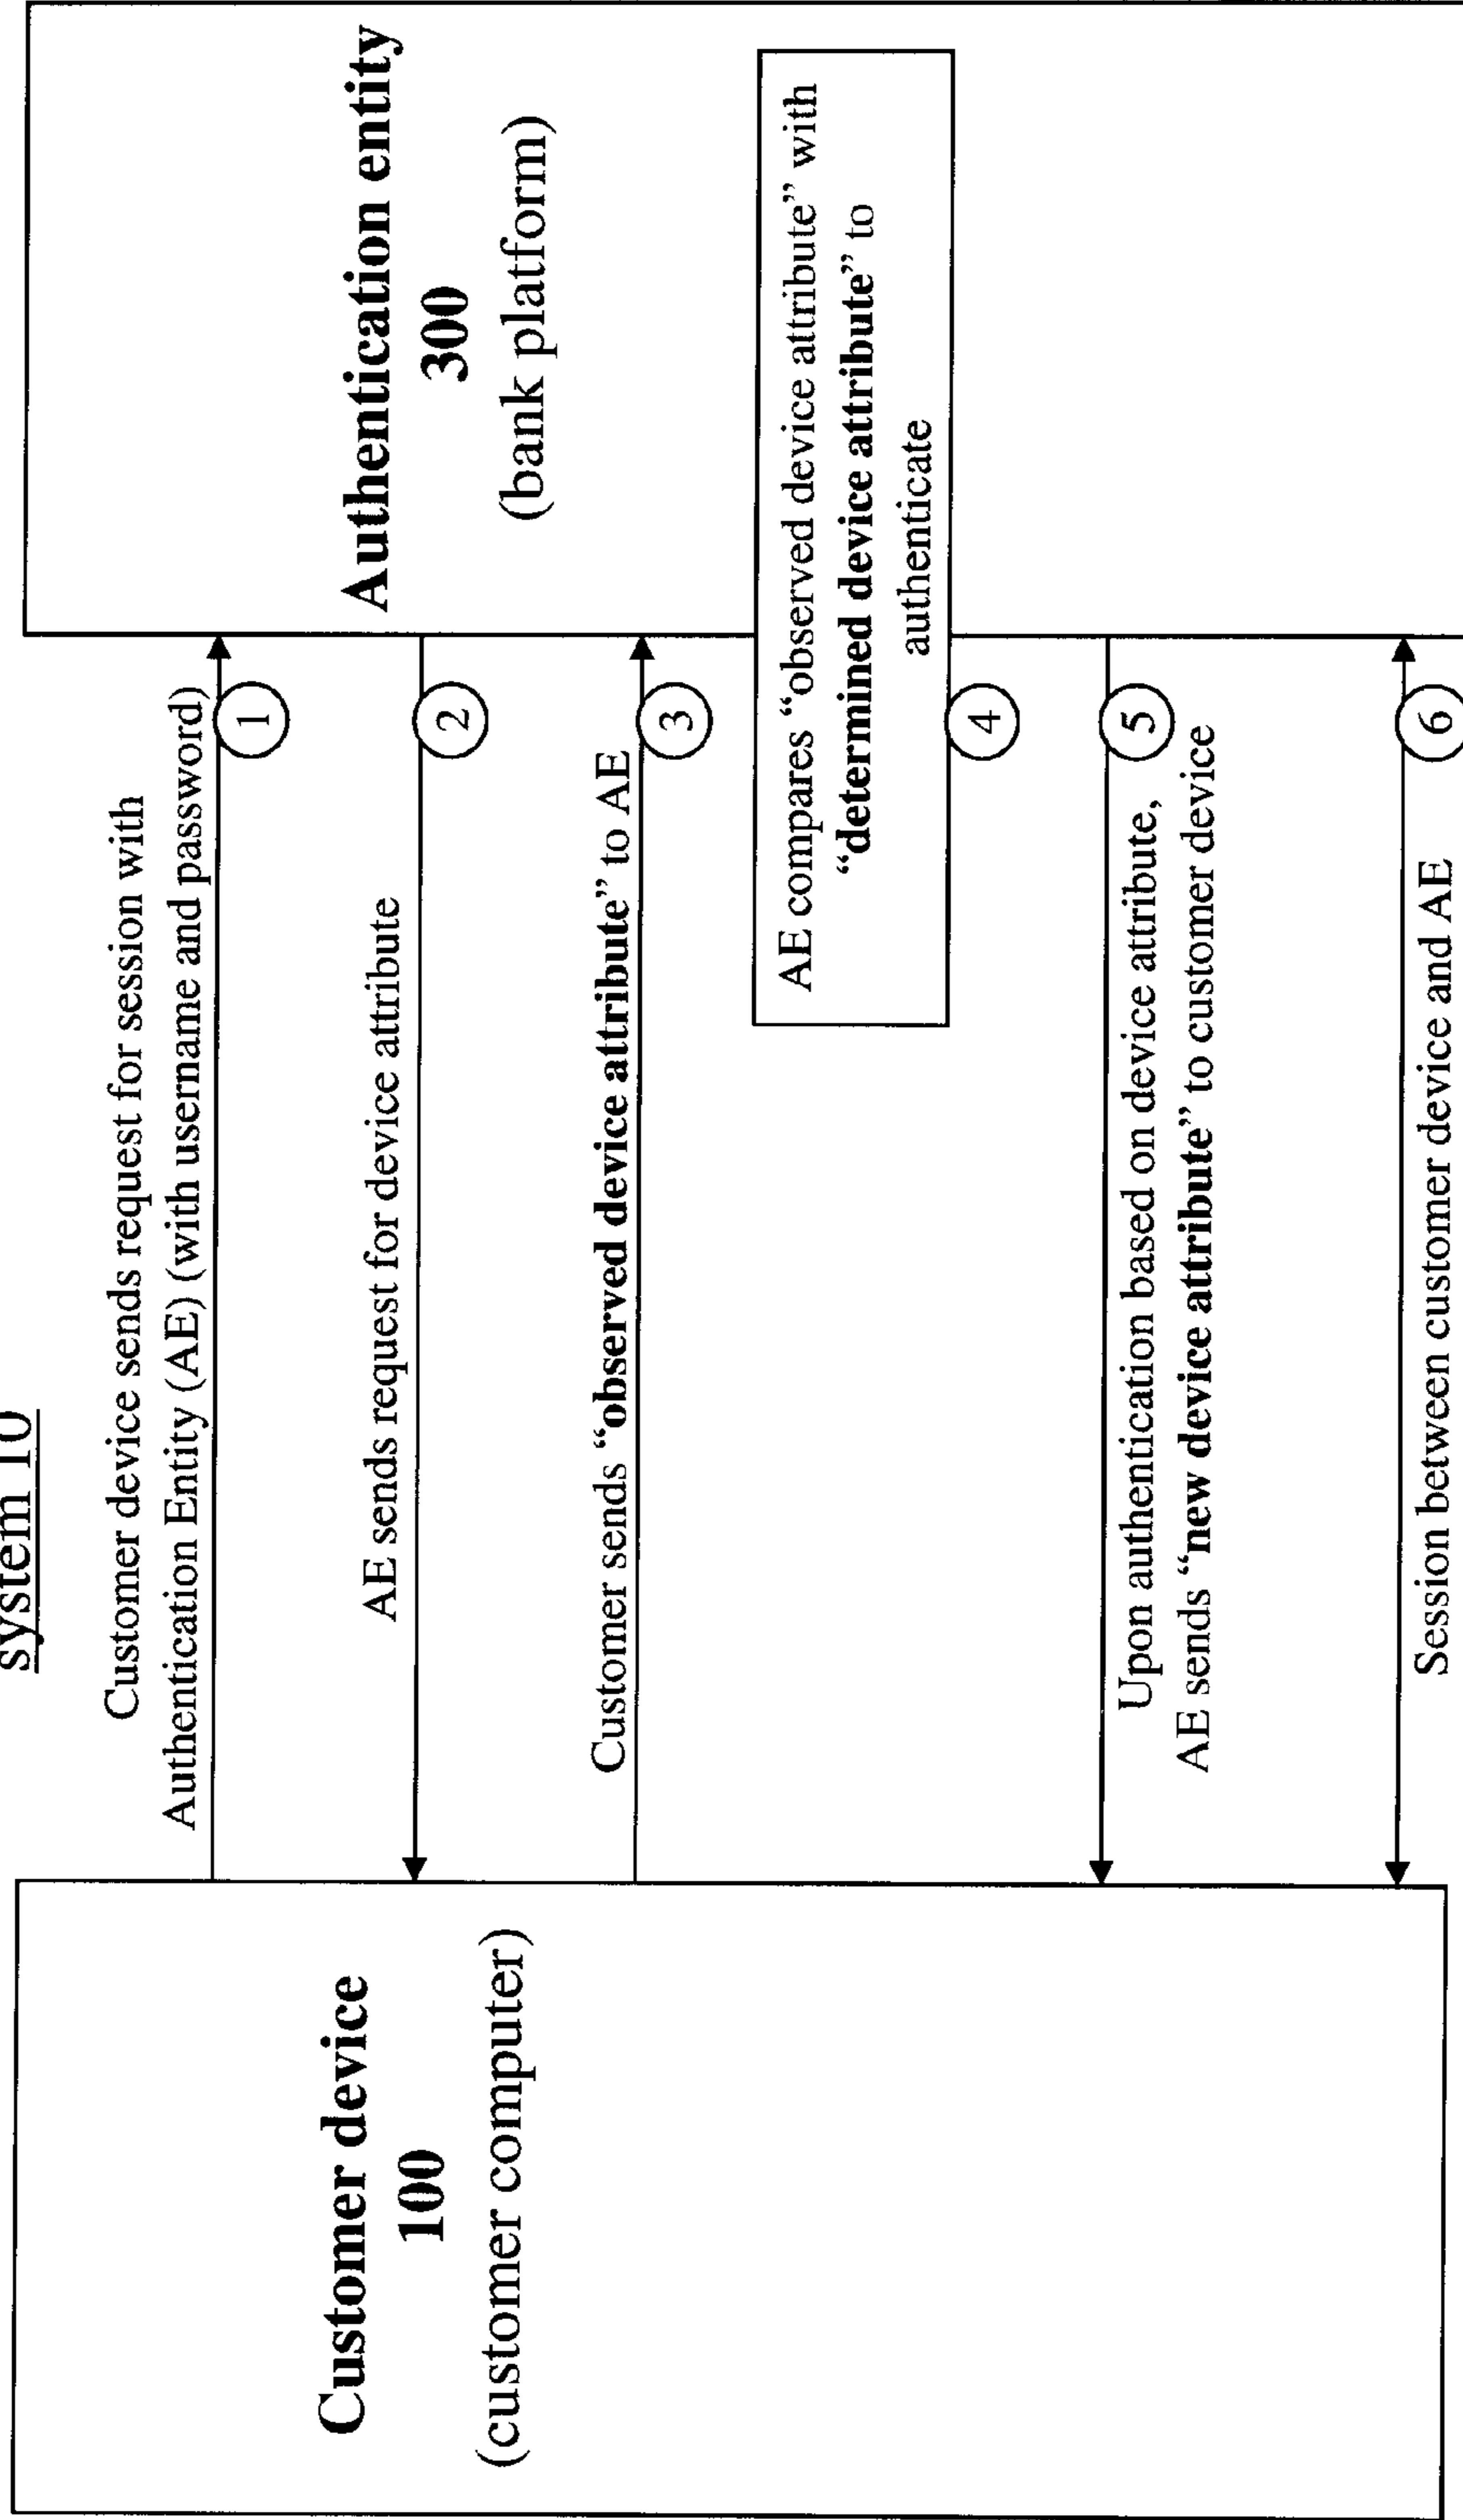 system 10
Customer device
100
(customer computer)
Customer device sends request for session with
Authentication Entity (AE) (with username and password)
1
AE sends request for device attribute
2
Customer sends “observed device attribute” to AE
3
AE compares “observed device attribute” with
“determined device attribute” to
authenticate
4
Upon authentication based on device attribute,
AE sends “new device attribute” to customer device
5
Session between customer device and AE
6
Authentication entity
300
(bank platform)